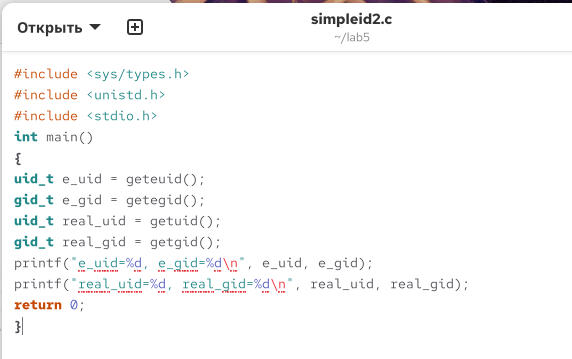 Открыть
simpleid2.c
~/lab5
#include <sys/types.h>
#include <unistd.h>
#include <stdio.h>
int main()
{
uid_t e_uid = geteuid();
gid_t e_gid = getegid();
uid_t real_uid = getuid();
gid_t real_gid = getgid();
printf("e_uid=%d, e_gid=%d\n", e_uid, e_gid);
printf("real_uid=%d, real_gid=%d\n", real_uid, real_gid);
return 0;
}